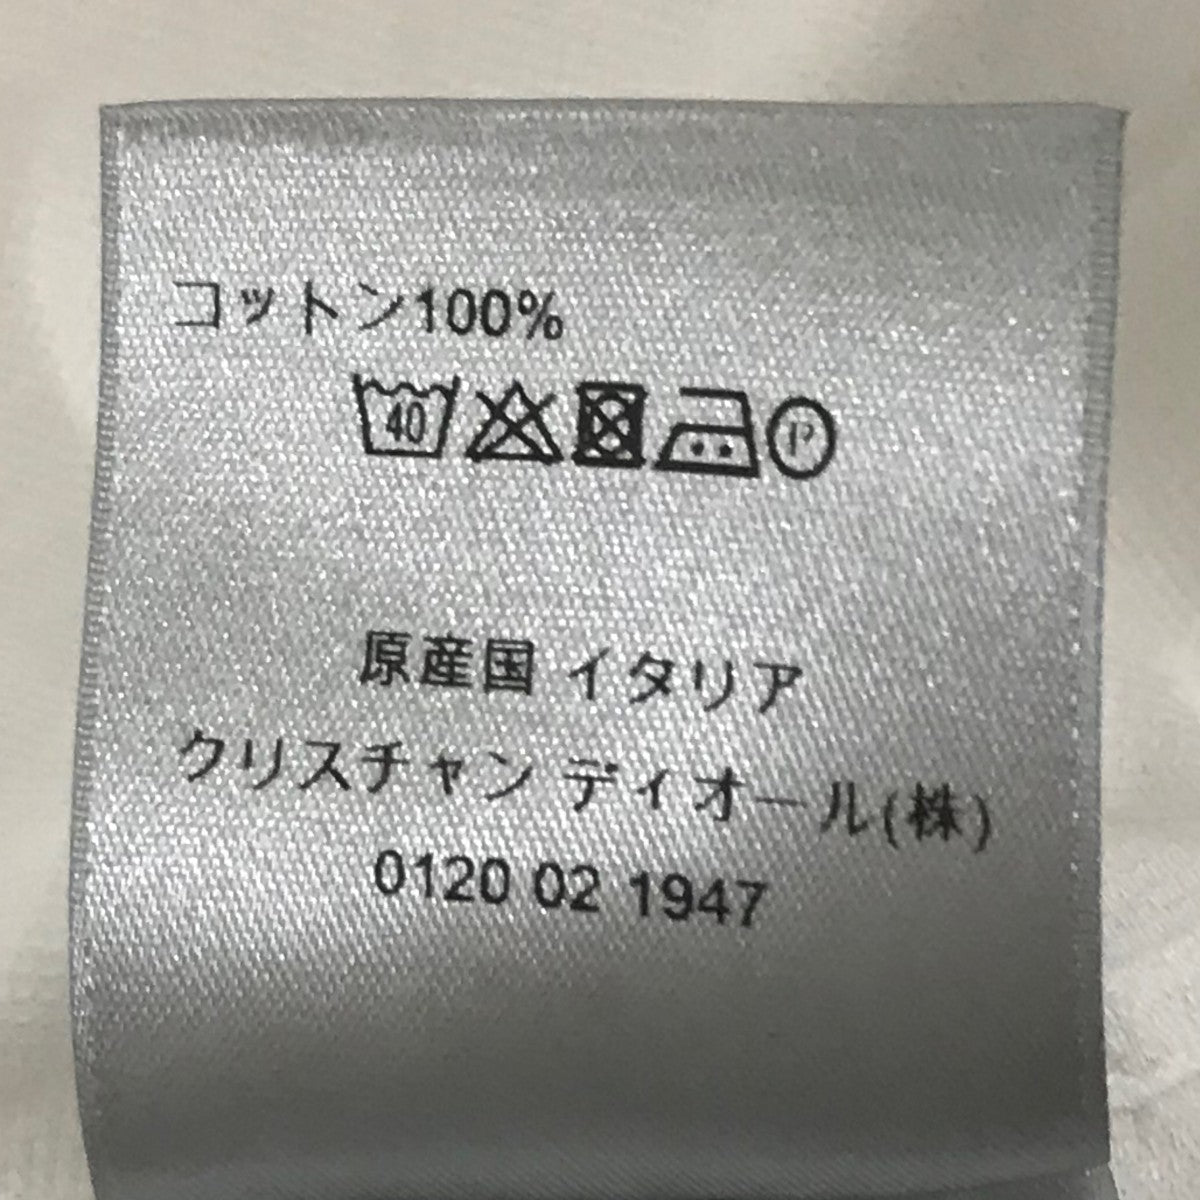 コットン100%
40 P
原産国 イタリア
クリスチャン ディオール(株)
0120 02 1947